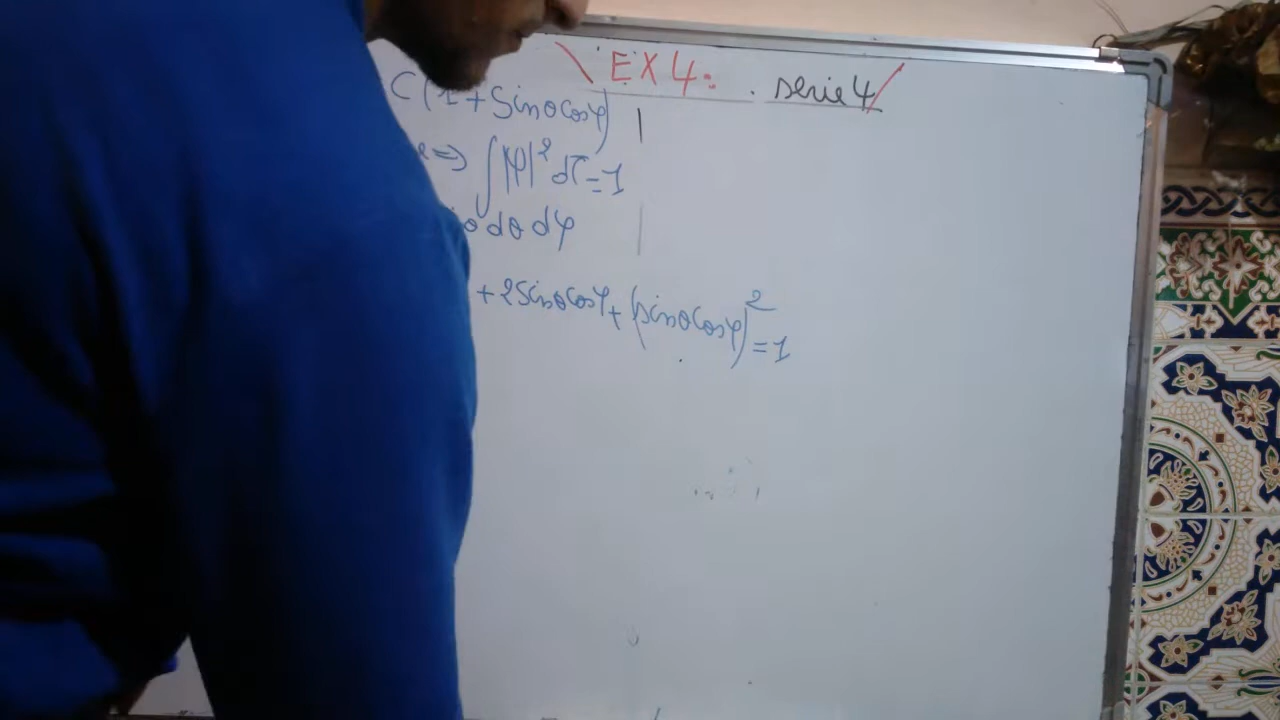 EX4: . serie 4
C(1+sinθcosφ)
=> ∫|φ|² dτ=1
θ dθ dφ
+ 2sinθcosφ + (sinθcosφ)² = 1